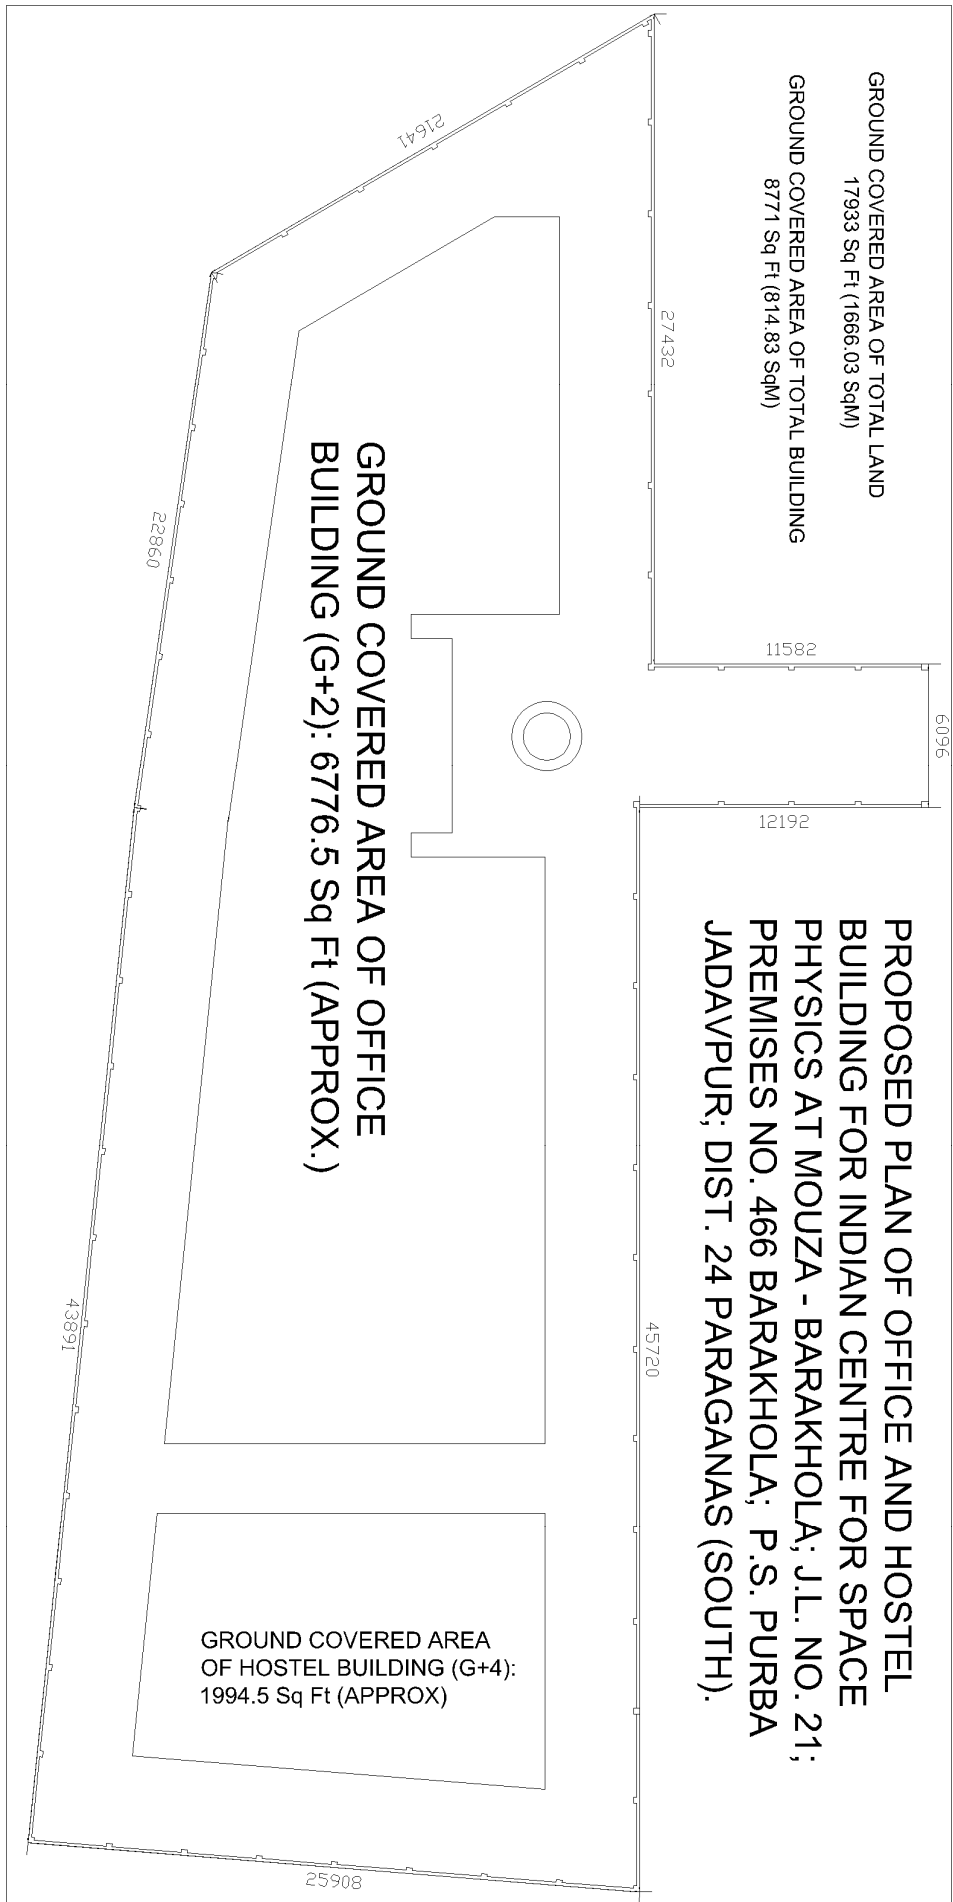 PROPOSED PLAN OF OFFICE AND HOSTEL
BUILDING FOR INDIAN CENTRE FOR SPACE
PHYSICS AT MOUZA - BARAKHOLA; J.L. NO. 21;
PREMISES NO. 466 BARAKHOLA; P.S. PURBA
JADAVPUR; DIST. 24 PARAGANAS (SOUTH).
GROUND COVERED AREA OF TOTAL LAND
17933 Sq Ft (1666.03 SqM)
GROUND COVERED AREA OF TOTAL BUILDING
8771 Sq Ft (814.83 SqM)
21641
27432
11582
6096
12192
45720
22860
43891
25908
GROUND COVERED AREA OF OFFICE
BUILDING (G+2): 6776.5 Sq Ft (APPROX.)
GROUND COVERED AREA
OF HOSTEL BUILDING (G+4):
1994.5 Sq Ft (APPROX)